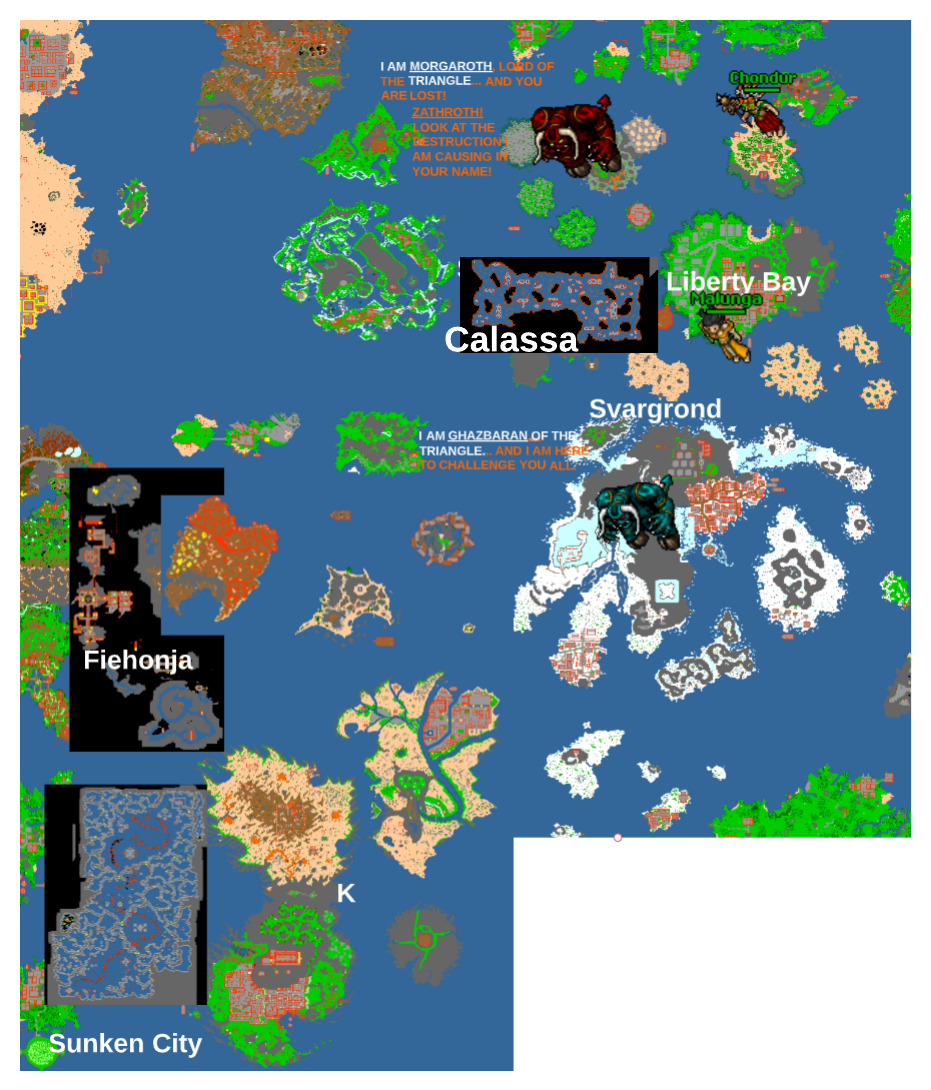 I AM MORGAROTH, LORD OF
THE TRIANGLE... AND YOU
ARE LOST!
ZATHROTH!
LOOK AT THE
DESTRUCTION I
AM CAUSING IN
YOUR NAME!
Chondur
Liberty Bay
Malunga
Calassa
Svargrond
I AM GHAZBARAN OF THE
TRIANGLE... AND I AM HERE
TO CHALLENGE YOU ALL.
Fiehonja
K
Sunken City